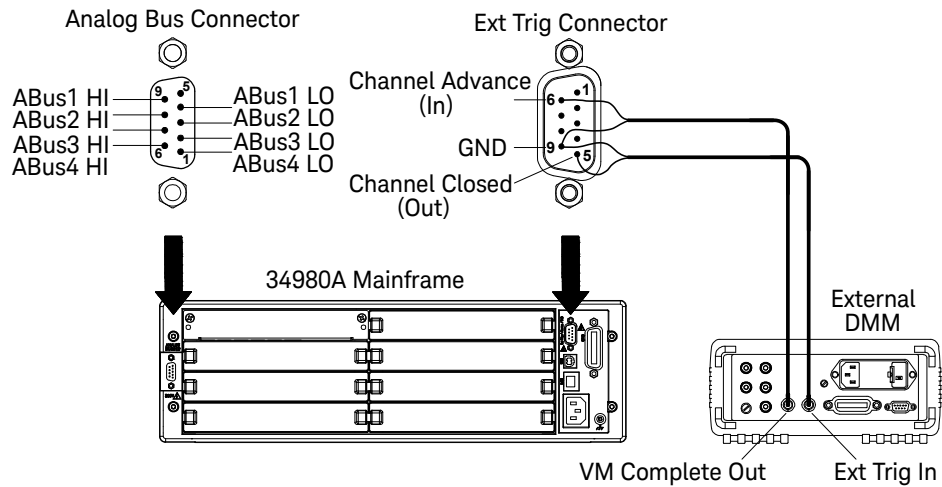 Analog Bus Connector
9
5
6
1
ABus1 HI
ABus2 HI
ABus3 HI
ABus4 HI
ABus1 LO
ABus2 LO
ABus3 LO
ABus4 LO
Ext Trig Connector
Channel Advance
(In)
GND
Channel Closed
(Out)
1
6
9
5
34980A Mainframe
External
DMM
VM Complete Out
Ext Trig In